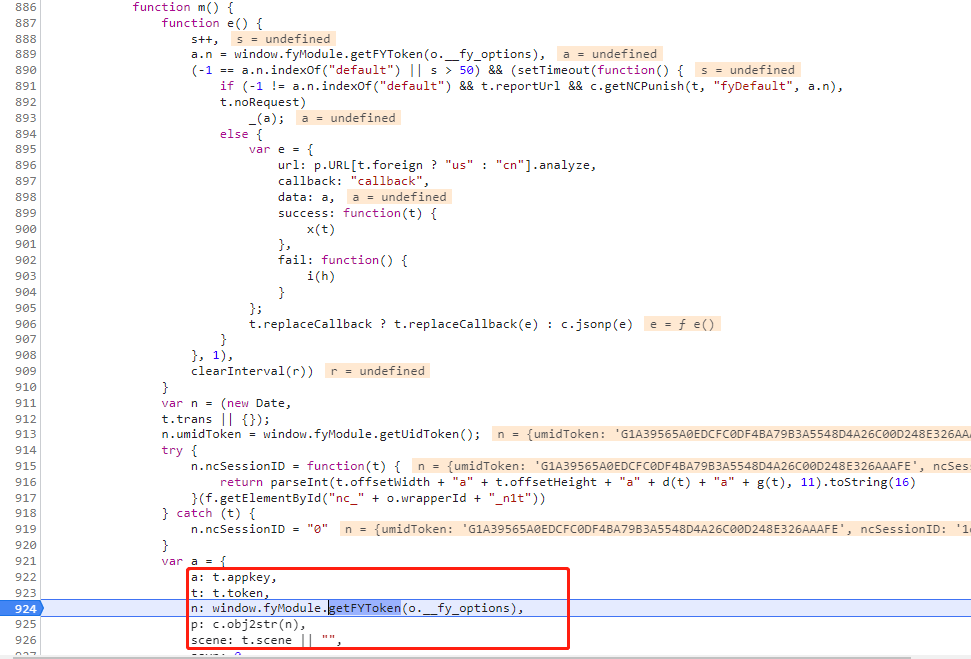 886 function m() {
887 function e() {
888 s++, s = undefined
889 a.n = window.fyModule.getFYToken(o.__fy_options), a = undefined
890 (-1 == a.n.indexOf("default") || s > 50) && (setTimeout(function() { s = undefined
891 if (-1 != a.n.indexOf("default") && t.reportUrl && c.getNCPunish(t, "fyDefault", a.n),
892 t.noRequest)
893 _(a); a = undefined
894 else {
895 var e = {
896 url: p.URL[t.foreign ? "us" : "cn"].analyze,
897 callback: "callback",
898 data: a, a = undefined
899 success: function(t) {
900 x(t)
901 },
902 fail: function() {
903 i(h)
904 }
905 };
906 t.replaceCallback ? t.replaceCallback(e) : c.jsonp(e) e = ƒ e()
907 }
908 }, 1),
909 clearInterval(r)) r = undefined
910 }
911 var n = (new Date,
912 t.trans || {});
913 n.umidToken = window.fyModule.getUidToken(); n = {umidToken: 'G1A39565A0EDCFC0DF4BA79B3A5548D4A26C00D248E326AA
914 try {
915 n.ncSessionID = function(t) { n = {umidToken: 'G1A39565A0EDCFC0DF4BA79B3A5548D4A26C00D248E326AAAFE', ncSes
916 return parseInt(t.offsetWidth + "a" + t.offsetHeight + "a" + d(t) + "a" + g(t), 11).toString(16)
917 }(f.getElementById("nc_" + o.wrapperId + "_n1t"))
918 } catch (t) {
919 n.ncSessionID = "0" n = {umidToken: 'G1A39565A0EDCFC0DF4BA79B3A5548D4A26C00D248E326AAAFE', ncSessionID: '1
920 }
921 var a = {
922 a: t.appkey,
923 t: t.token,
924 n: window.fyModule.getFYToken(o.__fy_options),
925 p: c.obj2str(n),
926 scene: t.scene || "",